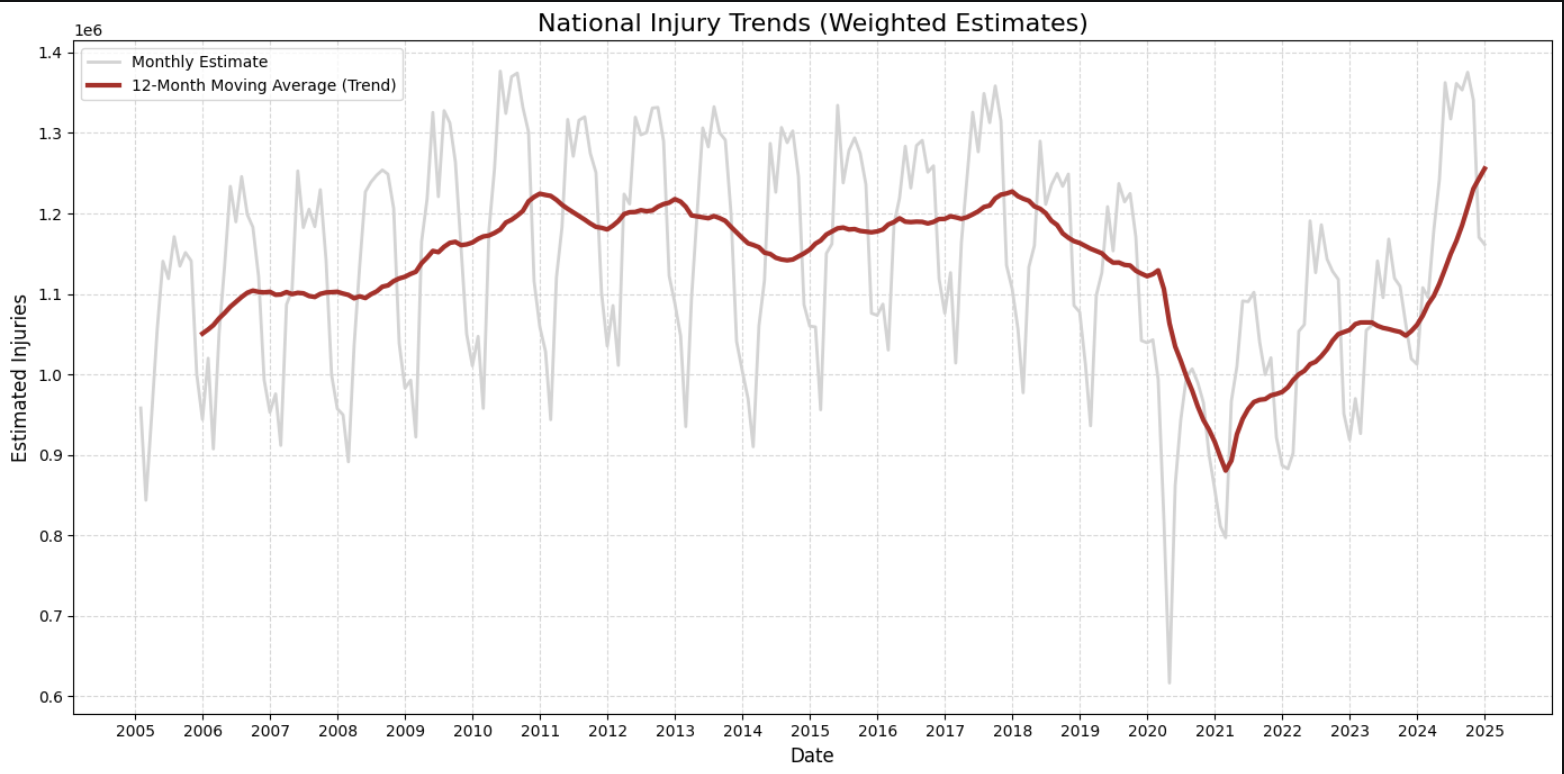 National Injury Trends (Weighted Estimates)
1e6
Monthly Estimate
12-Month Moving Average (Trend)
1.4
1.3
1.2
1.1
1.0
0.9
0.8
0.7
0.6
Estimated Injuries
2005 2006 2007 2008 2009 2010 2011 2012 2013 2014 2015 2016 2017 2018 2019 2020 2021 2022 2023 2024 2025
Date